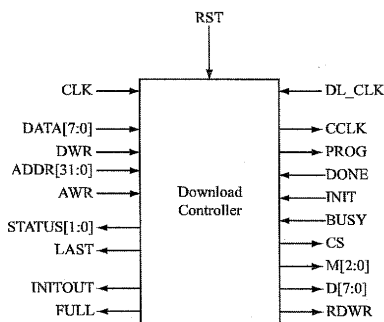 RST
CLK
DL_CLK
DATA[7:0]
CCLK
DWR
PROG
ADDR[31:0]
DONE
AWR
INIT
Download
Controller
STATUS[1:0]
BUSY
LAST
CS
M[2:0]
INITOUT
D[7:0]
FULL
RDWR